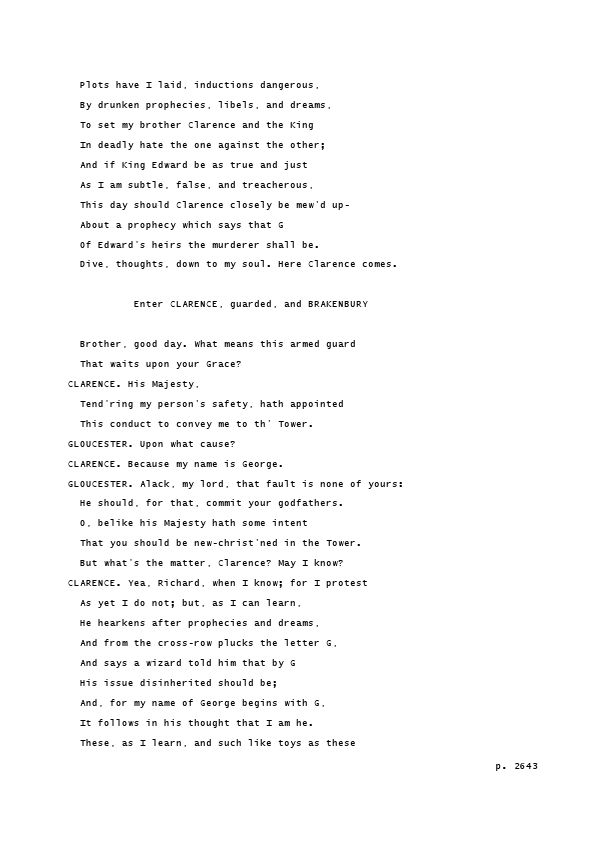 Plots have I laid, inductions dangerous,
By drunken prophecies, libels, and dreams,
To set my brother Clarence and the King
In deadly hate the one against the other;
And if King Edward be as true and just
As I am subtle, false, and treacherous,
This day should Clarence closely be mew'd up-
About a prophecy which says that G
Of Edward's heirs the murderer shall be.
Dive, thoughts, down to my soul. Here Clarence comes.
Enter CLARENCE, guarded, and BRAKENBURY
Brother, good day. What means this armed guard
That waits upon your Grace?
CLARENCE. His Majesty,
Tend'ring my person's safety, hath appointed
This conduct to convey me to th' Tower.
GLOUCESTER. Upon what cause?
CLARENCE. Because my name is George.
GLOUCESTER. Alack, my lord, that fault is none of yours:
He should, for that, commit your godfathers.
O, belike his Majesty hath some intent
That you should be new-christ'ned in the Tower.
But what's the matter, Clarence? May I know?
CLARENCE. Yea, Richard, when I know; for I protest
As yet I do not; but, as I can learn,
He hearkens after prophecies and dreams,
And from the cross-row plucks the letter G,
And says a wizard told him that by G
His issue disinherited should be;
And, for my name of George begins with G,
It follows in his thought that I am he.
These, as I learn, and such like toys as these
p. 2643